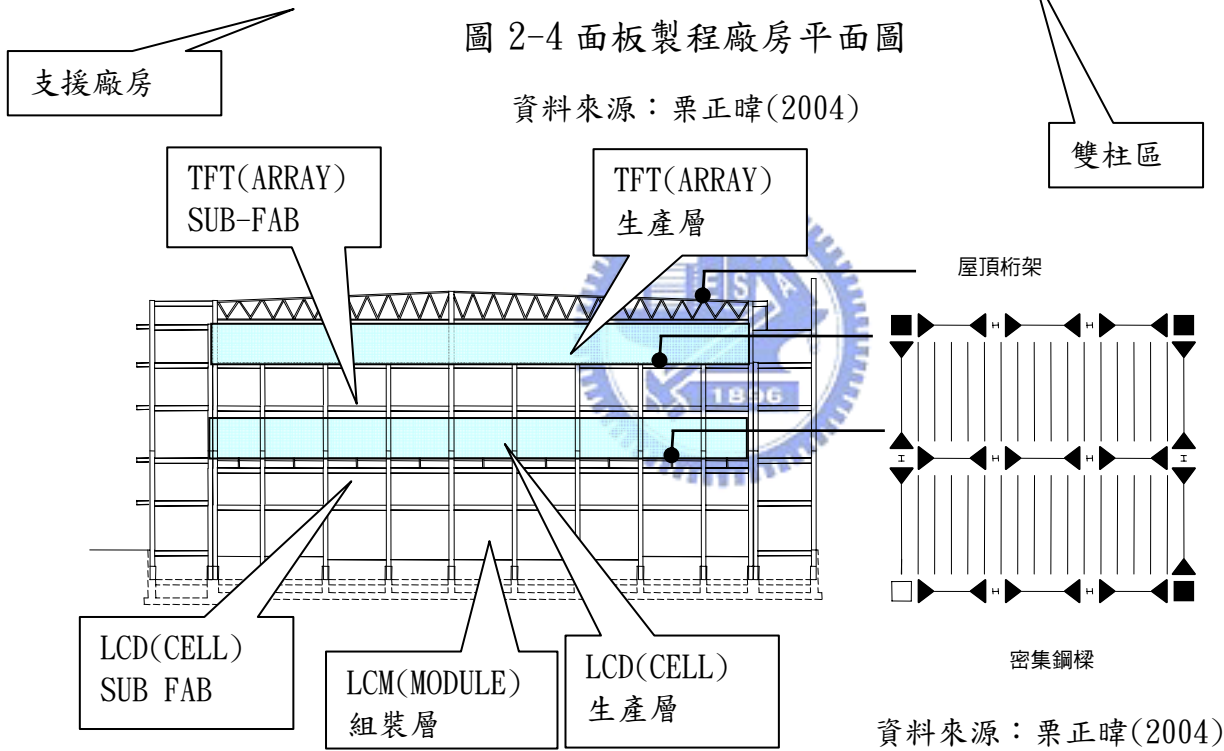 圖 2-4 面板製程廠房平面圖
支援廠房
資料來源：栗正暐(2004)
雙柱區
TFT(ARRAY)
SUB-FAB
TFT(ARRAY)
生產層
屋頂桁架
ESA
1896
H H
I I
H H
H H
LCD(CELL)
SUB FAB
LCM(MODULE)
組裝層
LCD(CELL)
生產層
密集鋼樑
資料來源：栗正暐(2004)